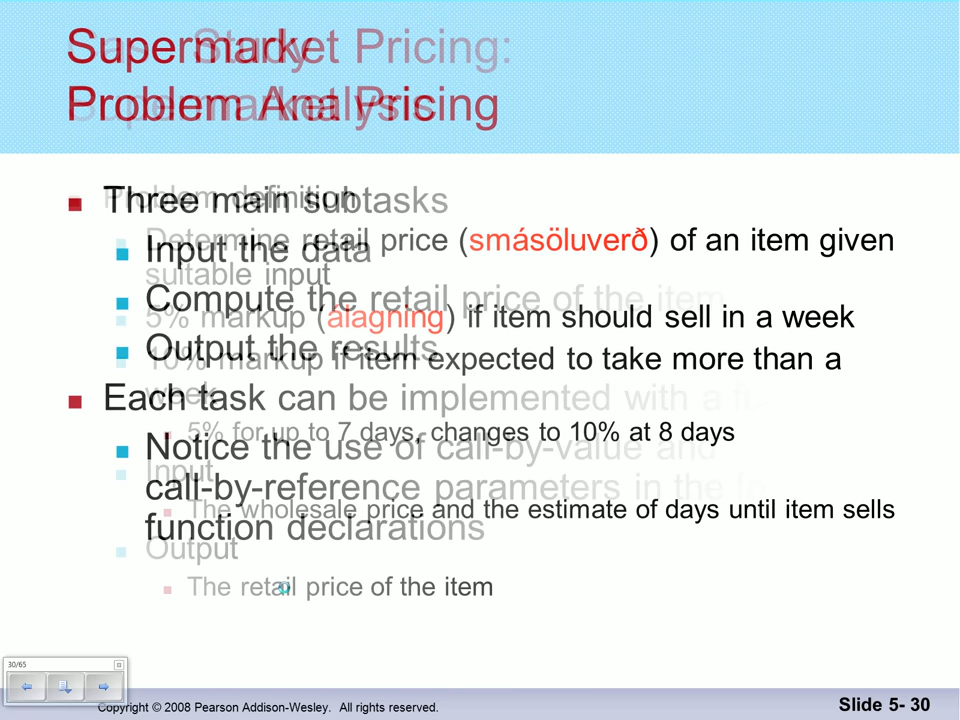 Supermarket Pricing:
Problem Analysis
Study
Supermarket Pricing
Problem definition
Three main subtasks
Determine retail price (smásöluverð) of an item given
Input the data
suitable input
Compute the retail price of the item
5% markup (álagning) if item should sell in a week
Output the results
10% markup if item expected to take more than a
week
Each task can be implemented with a
5% for up to 7 days, changes to 10% at 8 days
Notice the use of call-by-value and
Input
call-by-reference parameters in the
The wholesale price and the estimate of days until item sells
function declarations
Output
The retail price of the item
30/65
Copyright © 2008 Pearson Addison-Wesley. All rights reserved.
Slide 5- 30